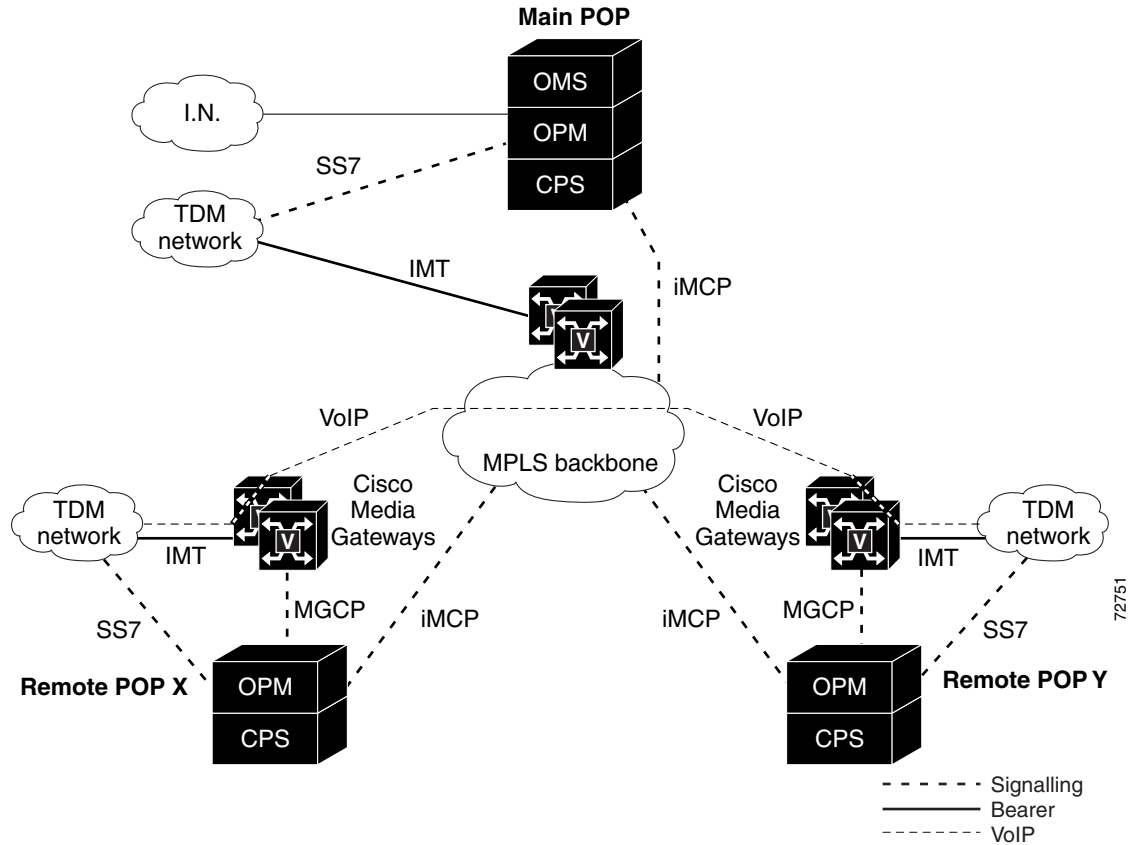 Main POP
OMS
I.N.
OPM
SS7
CPS
TDM
network
IMT
iMCP
V
V
VoIP
VoIP
MPLS backbone
Cisco
Media
Gateways
Cisco
Media
Gateways
TDM
network
TDM
network
V
V
V
V
IMT
IMT
MGCP
iMCP
iMCP
MGCP
SS7
SS7
72751
Remote POP X
OPM
CPS
OPM
CPS
Remote POP Y
Signalling
Bearer
VoIP